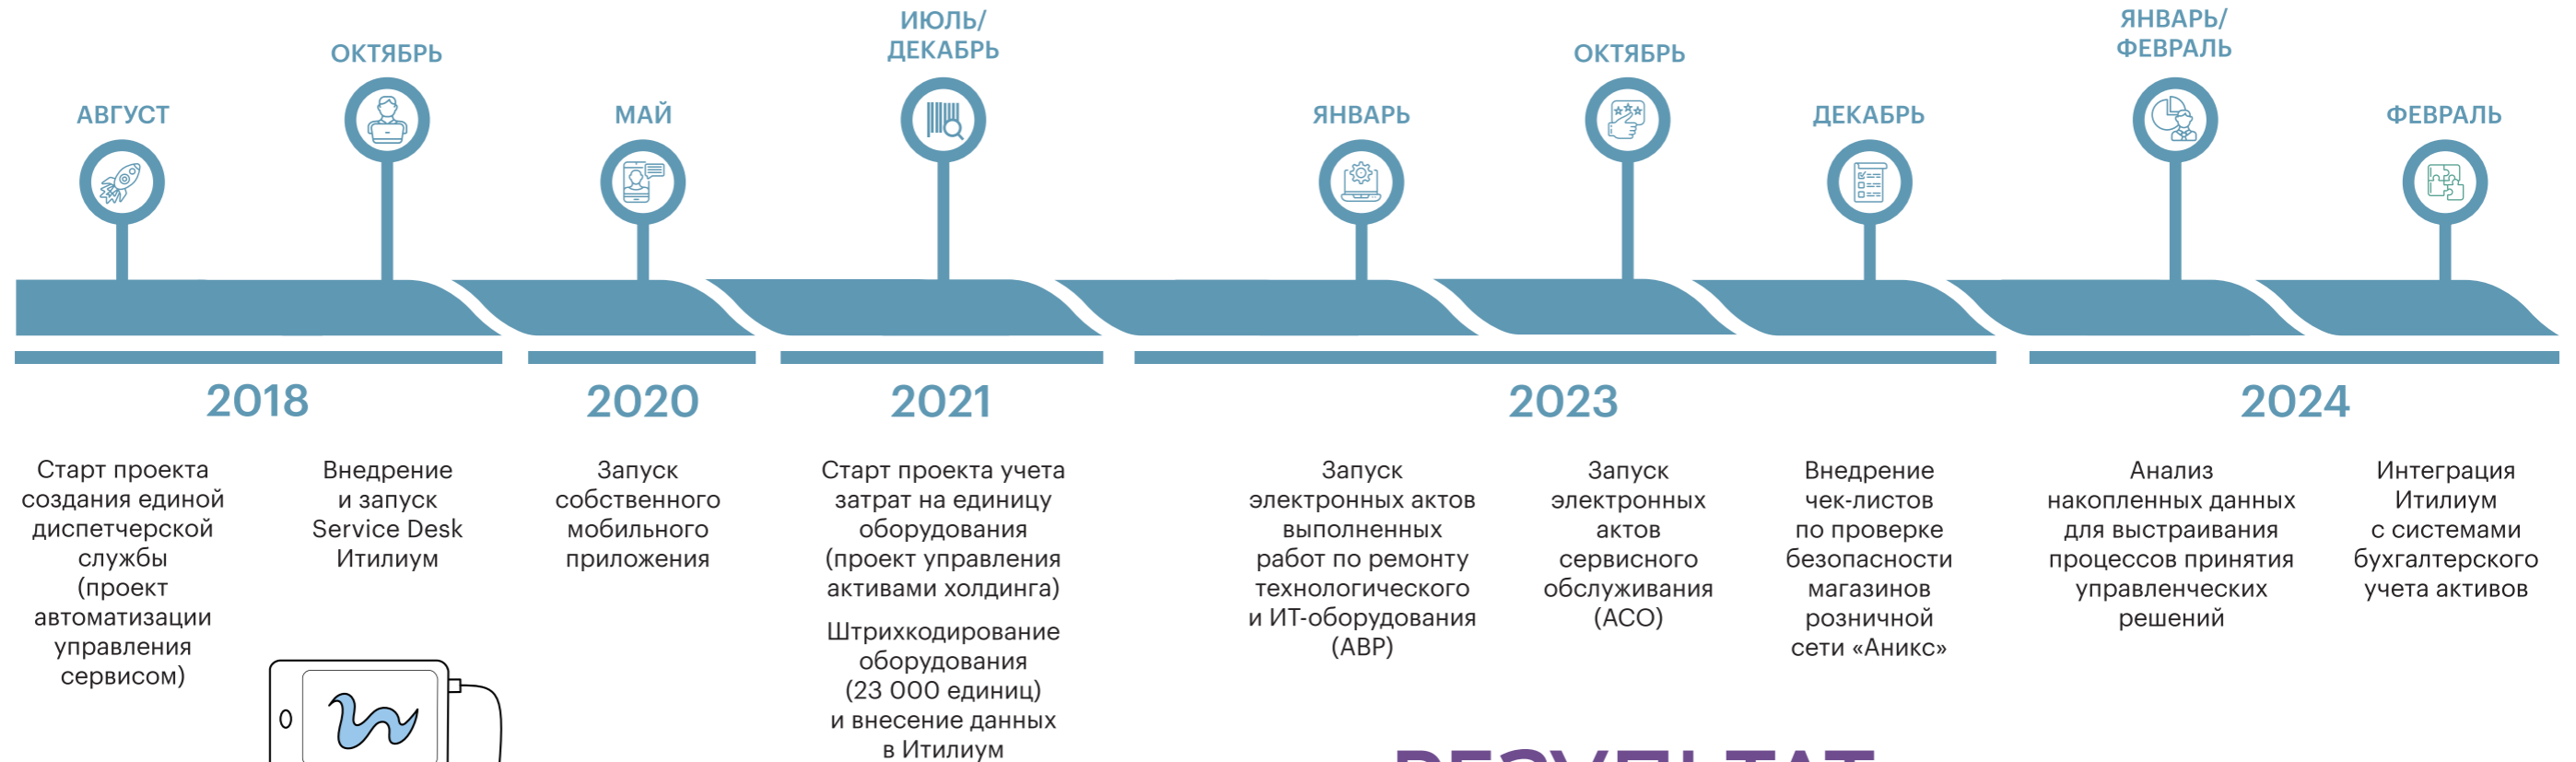 АВГУСТ
ОКТЯБРЬ
МАЙ
ИЮЛЬ/
ДЕКАБРЬ
ЯНВАРЬ
ОКТЯБРЬ
ДЕКАБРЬ
ЯНВАРЬ/
ФЕВРАЛЬ
ФЕВРАЛЬ
2018
2020
2021
2023
2024
Старт проекта
создания единой
диспетчерской
службы
(проект
автоматизации
управления
сервисом)
Внедрение
и запуск
Service Desk
Итилиум
Запуск
собственного
мобильного
приложения
Старт проекта учета
затрат на единицу
оборудования
(проект управления
активами холдинга)
Штрихкодирование
оборудования
(23 000 единиц)
и внесение данных
в Итилиум
Запуск
электронных актов
выполненных
работ по ремонту
технологического
и ИТ-оборудования
(АВР)
Запуск
электронных
актов
сервисного
обслуживания
(АСО)
Внедрение
чек-листов
по проверке
безопасности
магазинов
розничной
сети «Аникс»
Анализ
накопленных данных
для выстраивания
процессов принятия
управленческих
решений
Интеграция
Итилиум
с системами
бухгалтерского
учета активов
РЕЗУЛЬТАТ